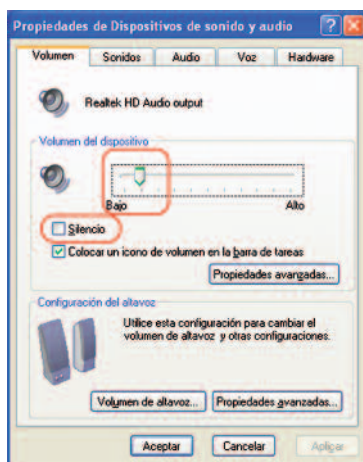 Propiedades de Dispositivos de sonido y audio
Volumen Sonidos Audio Voz Hardware
Realtek HD Audio output
Volumen del dispositivo
Bajo Alto
Silencio
Colocar un icono de volumen en la barra de tareas
Propiedades avanzadas...
Configuración del altavoz
Utilice esta configuración para cambiar el
volumen de altavoz y otras configuraciones.
Volumen de altavoz... Propiedades avanzadas...
Aceptar Cancelar Aplicar